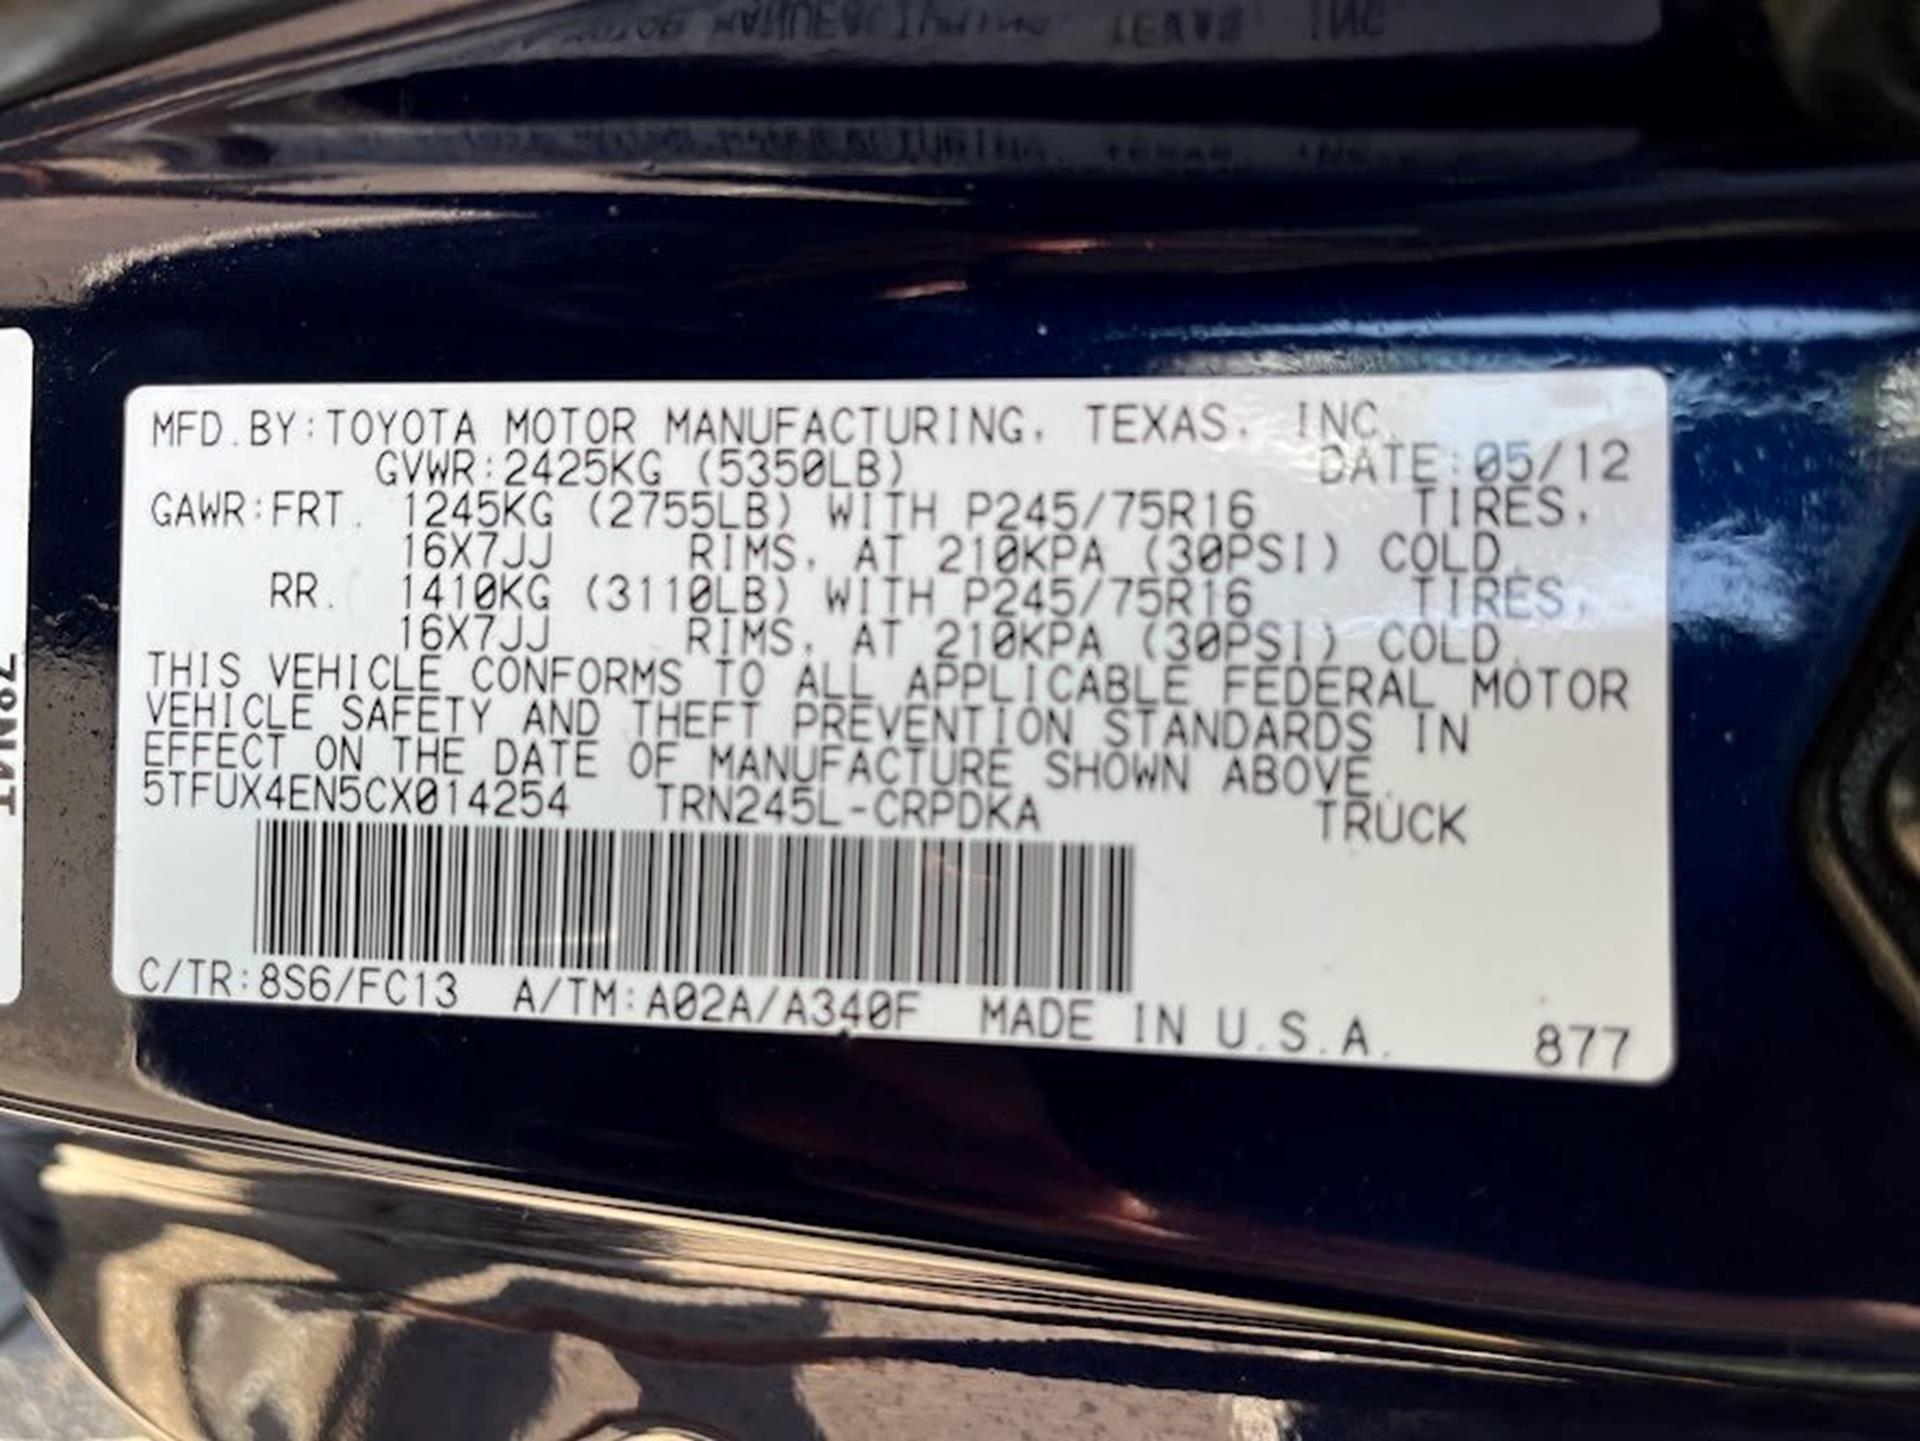 MFD.BY:TOYOTA MOTOR MANUFACTURING, TEXAS, INC.
GVWR:2425KG (5350LB) DATE:05/12
GAWR:FRT. 1245KG (2755LB) WITH P245/75R16 TIRES,
16X7JJ RIMS, AT 210KPA (30PSI) COLD.
RR. 1410KG (3110LB) WITH P245/75R16 TIRES,
16X7JJ RIMS, AT 210KPA (30PSI) COLD.
THIS VEHICLE CONFORMS TO ALL APPLICABLE FEDERAL MOTOR
VEHICLE SAFETY AND THEFT PREVENTION STANDARDS IN
EFFECT ON THE DATE OF MANUFACTURE SHOWN ABOVE.
5TFUX4EN5CX014254 TRN245L-CRPDKA TRUCK
C/TR:8S6/FC13 A/TM:A02A/A340F MADE IN U.S.A. 877